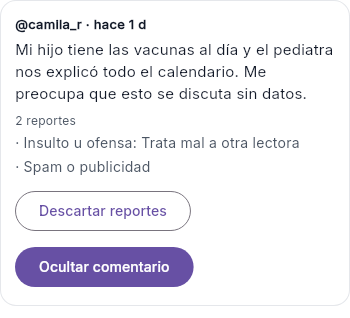 @camila_r · hace 1 d
Mi hijo tiene las vacunas al día y el pediatra
nos explicó todo el calendario. Me
preocupa que esto se discuta sin datos.
2 reportes
· Insulto u ofensa: Trata mal a otra lectora
· Spam o publicidad
Descartar reportes
Ocultar comentario